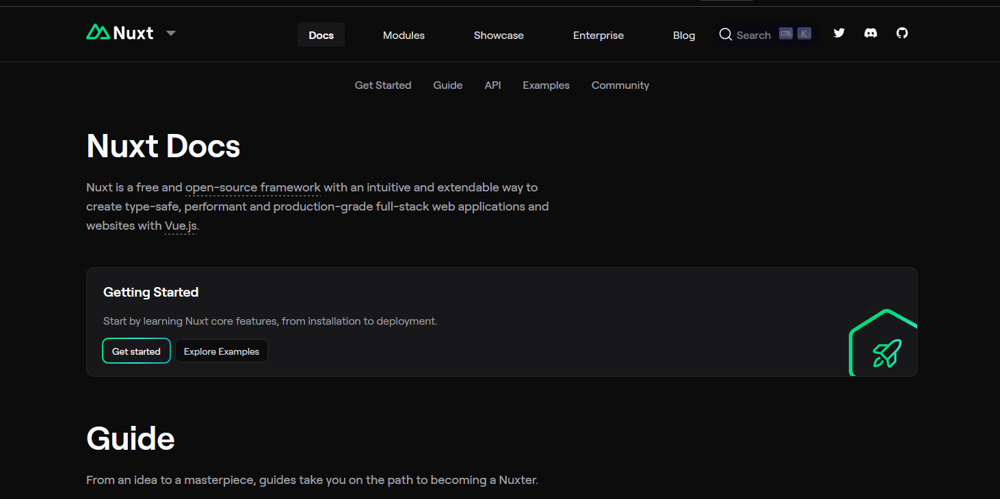 Nuxt
Docs
Modules
Showcase
Enterprise
Blog
Search CTRL K
Get Started
Guide
API
Examples
Community
Nuxt Docs
Nuxt is a free and open-source framework with an intuitive and extendable way to
create type-safe, performant and production-grade full-stack web applications and
websites with Vue.js.
Getting Started
Start by learning Nuxt core features, from installation to deployment.
Get started
Explore Examples
Guide
From an idea to a masterpiece, guides take you on the path to becoming a Nuxter.